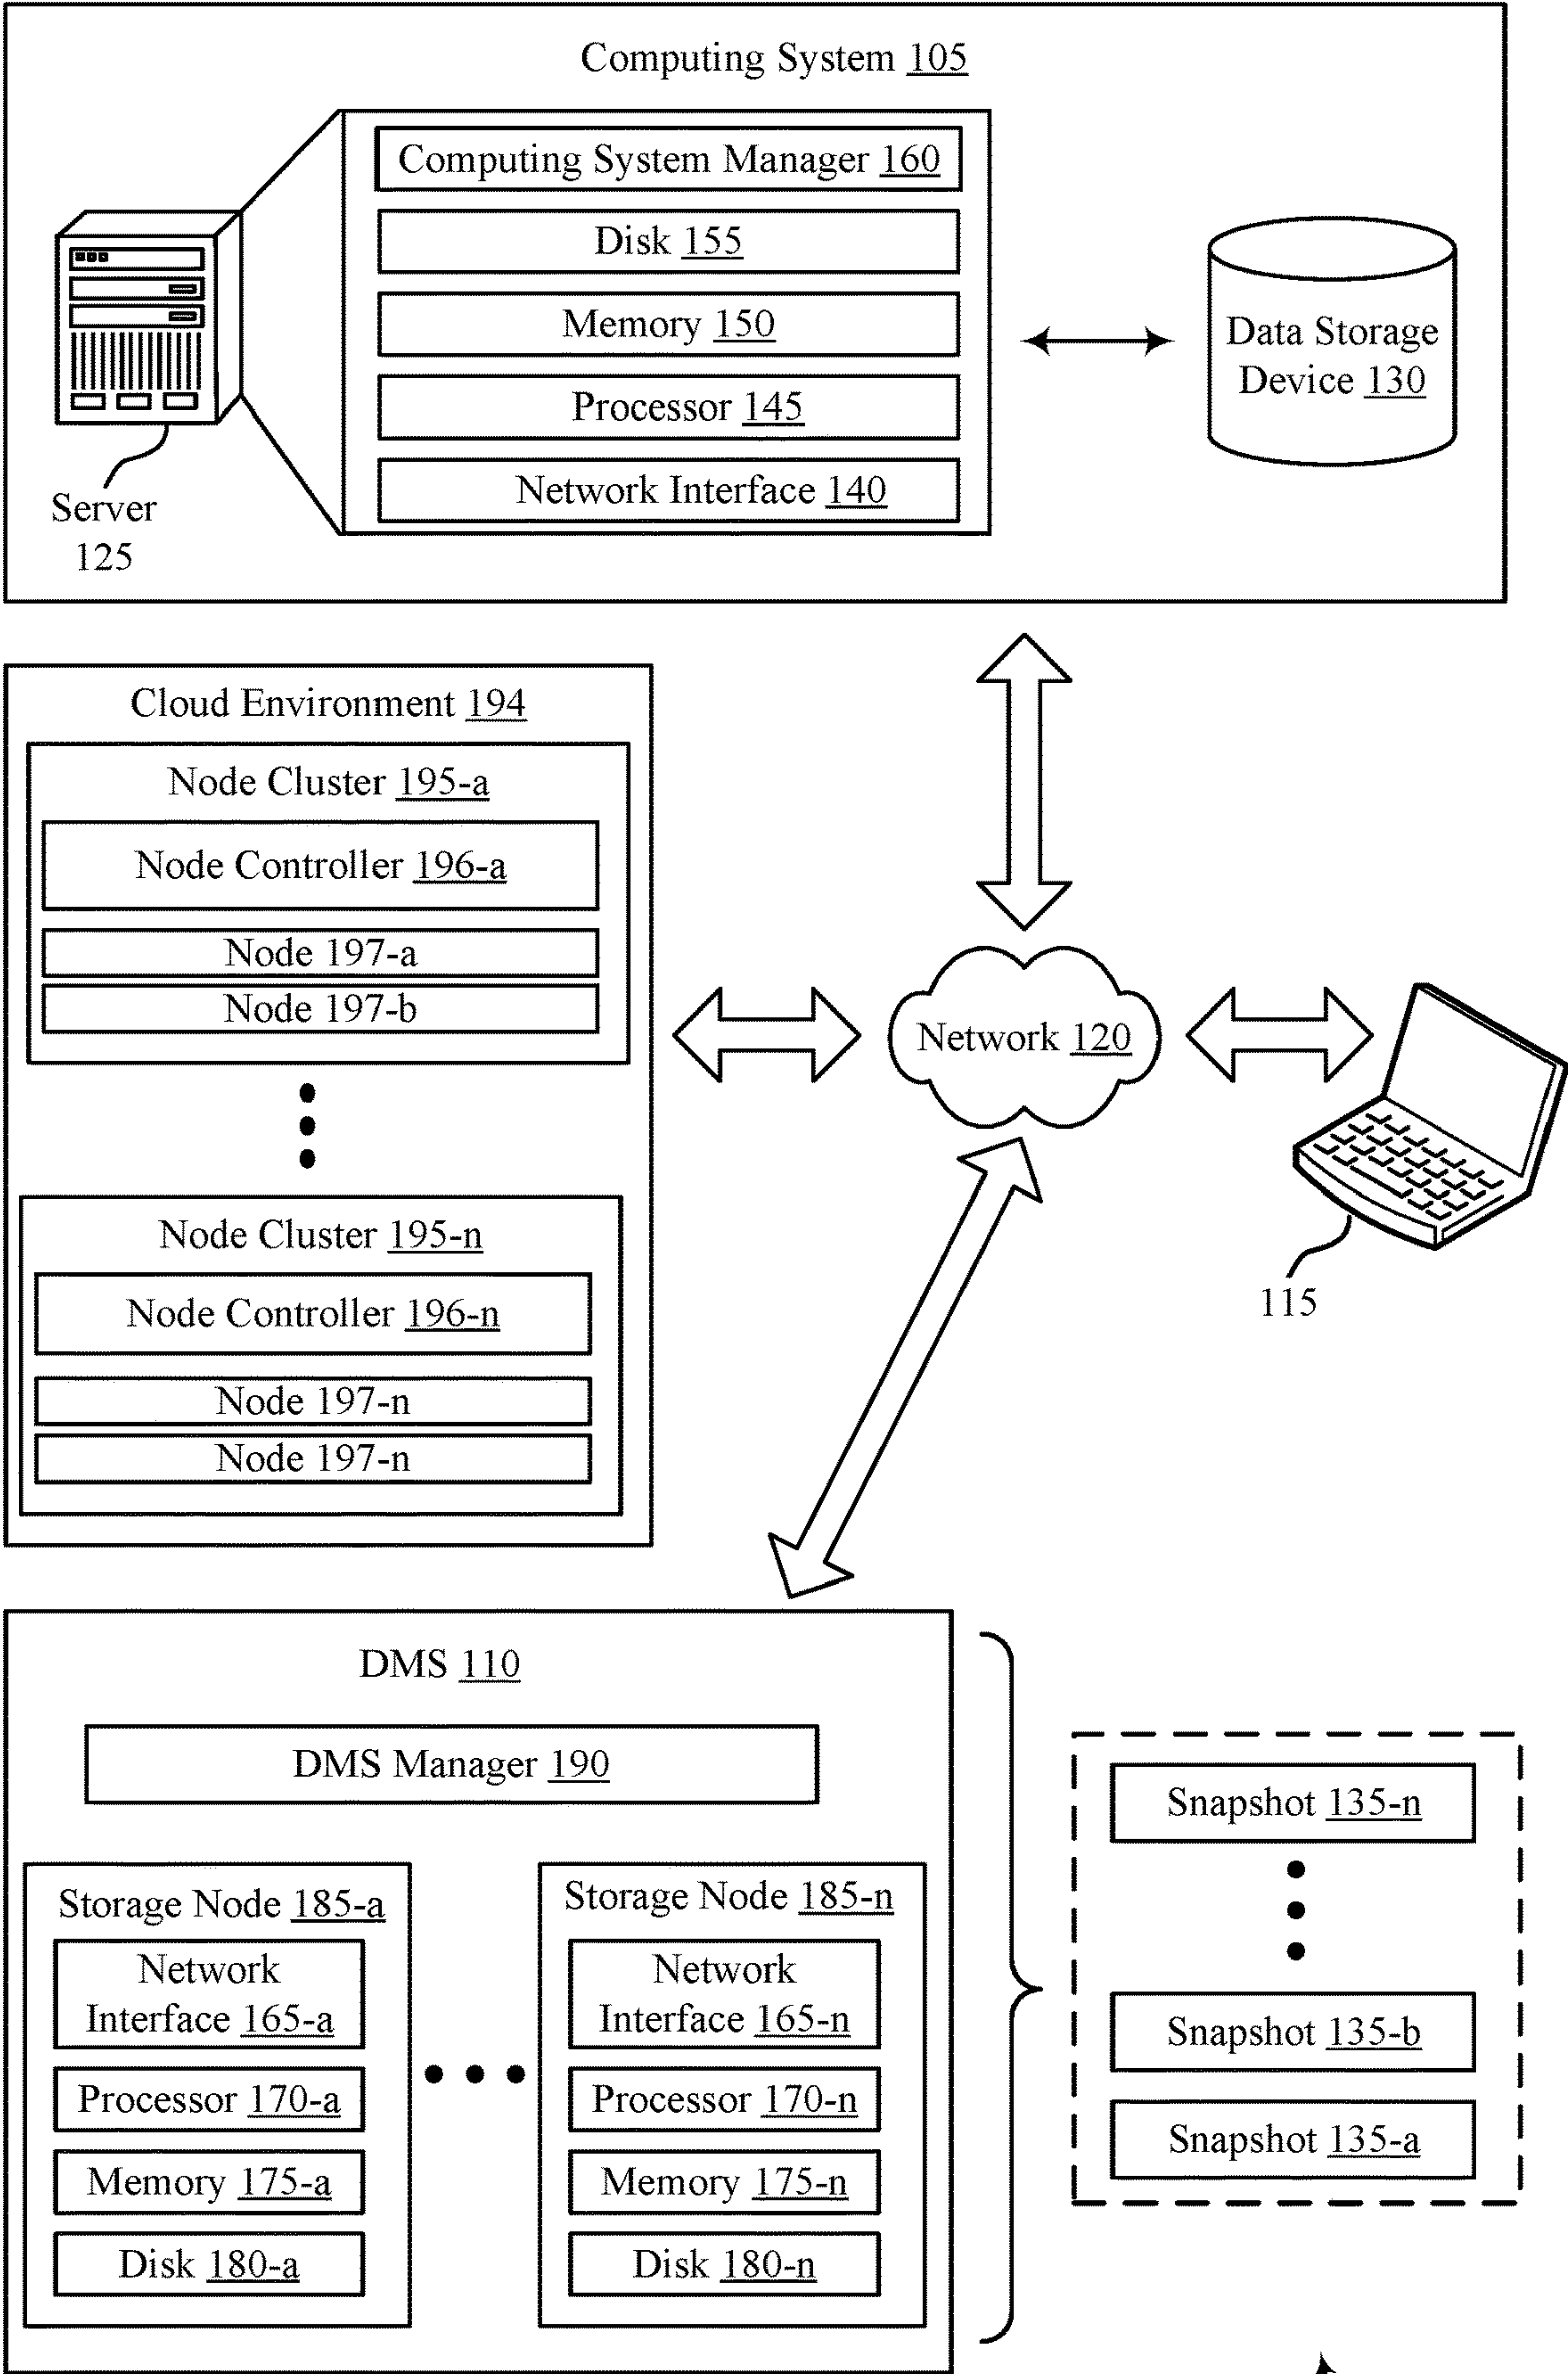 Computing System 105
Computing System Manager 160
Disk 155
Memory 150
Processor 145
Network Interface 140
Data Storage
Device 130
Server
125
Cloud Environment 194
Node Cluster 195-a
Node Controller 196-a
Node 197-a
Node 197-b
Node Cluster 195-n
Node Controller 196-n
Node 197-n
Node 197-n
Network 120
115
DMS 110
DMS Manager 190
Storage Node 185-a
Network
Interface 165-a
Processor 170-a
Memory 175-a
Disk 180-a
Storage Node 185-n
Network
Interface 165-n
Processor 170-n
Memory 175-n
Disk 180-n
Snapshot 135-n
Snapshot 135-b
Snapshot 135-a